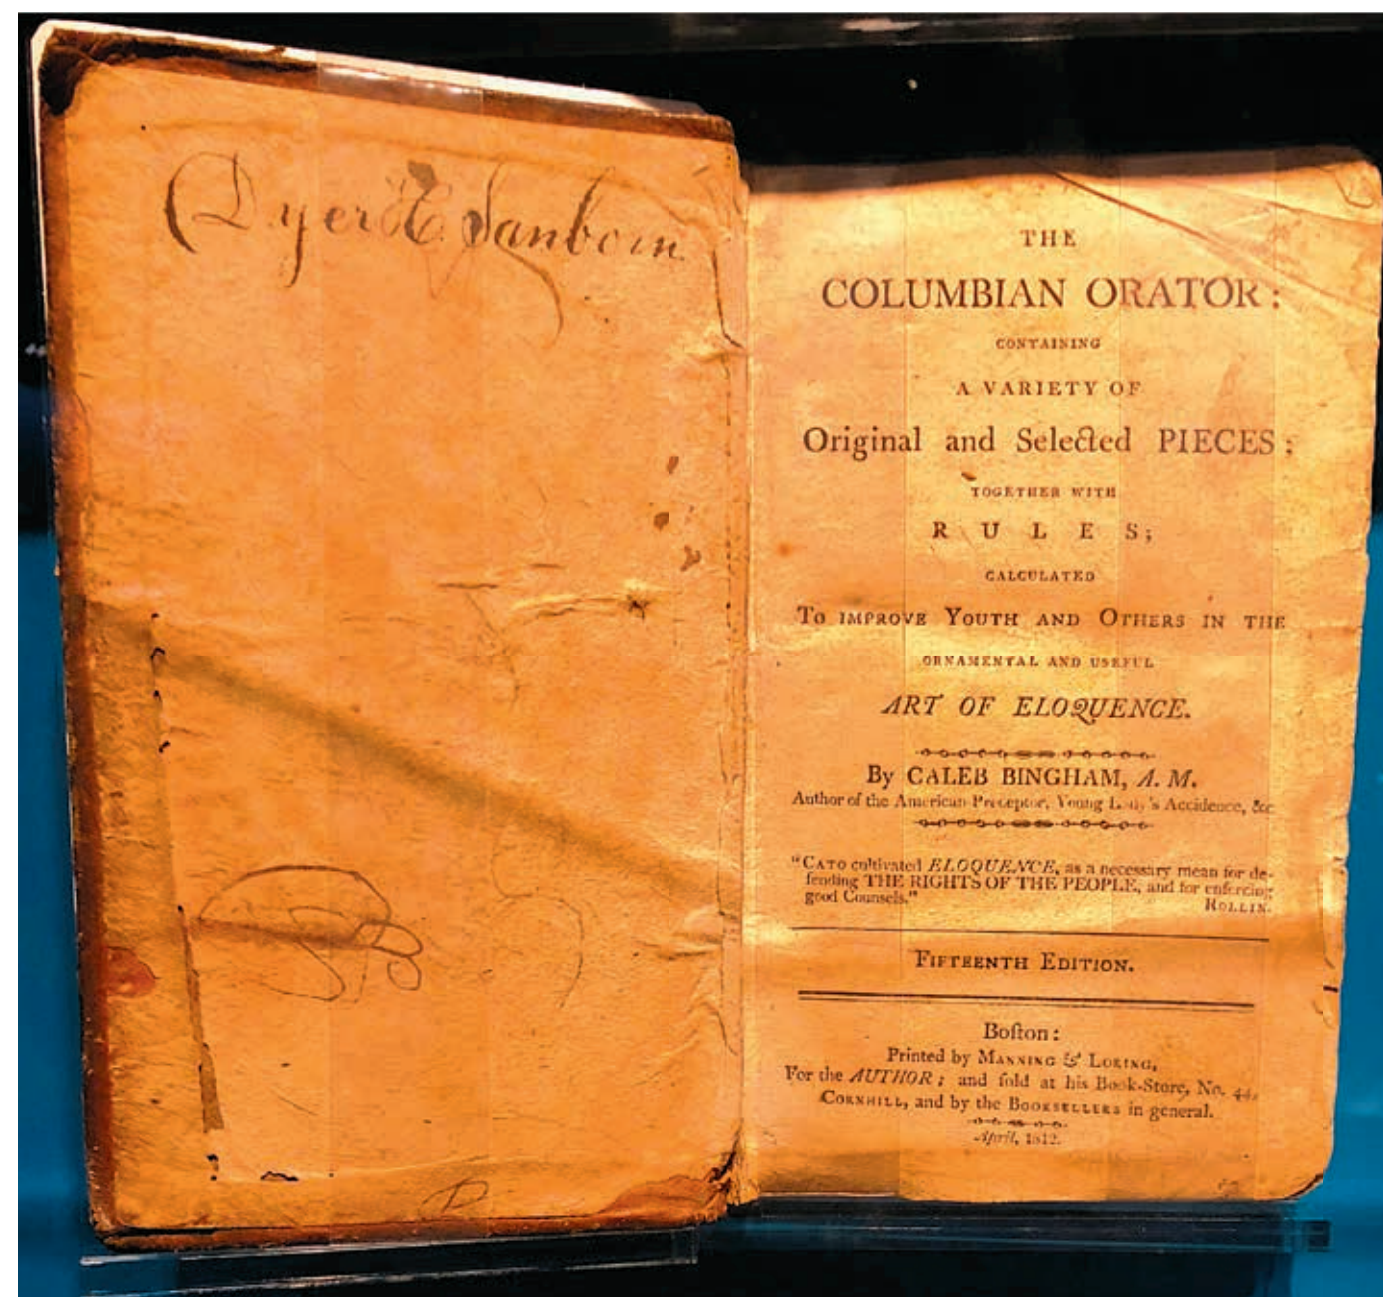 Dyer H. Sanborn
THE
COLUMBIAN ORATOR:
CONTAINING
A VARIETY OF
Original and Selected PIECES;
TOGETHER WITH
RULES;
CALCULATED
TO IMPROVE YOUTH AND OTHERS IN THE
ORNAMENTAL AND USEFUL
ART OF ELOQUENCE.
By CALEB BINGHAM, A. M.
Author of the American Preceptor, Young Lady's Accidence, &c
"CATO cultivated ELOQUENCE, as a necessary mean for de-
fending THE RIGHTS OF THE PEOPLE, and for enforcing
good Counsels."
ROLLIN.
FIFTEENTH EDITION.
Boſton:
Printed by MANNING & LORING,
For the AUTHOR; and ſold at his Book-Store, No. 44,
CORNHILL, and by the BOOKSELLERS in general.
April, 1812.